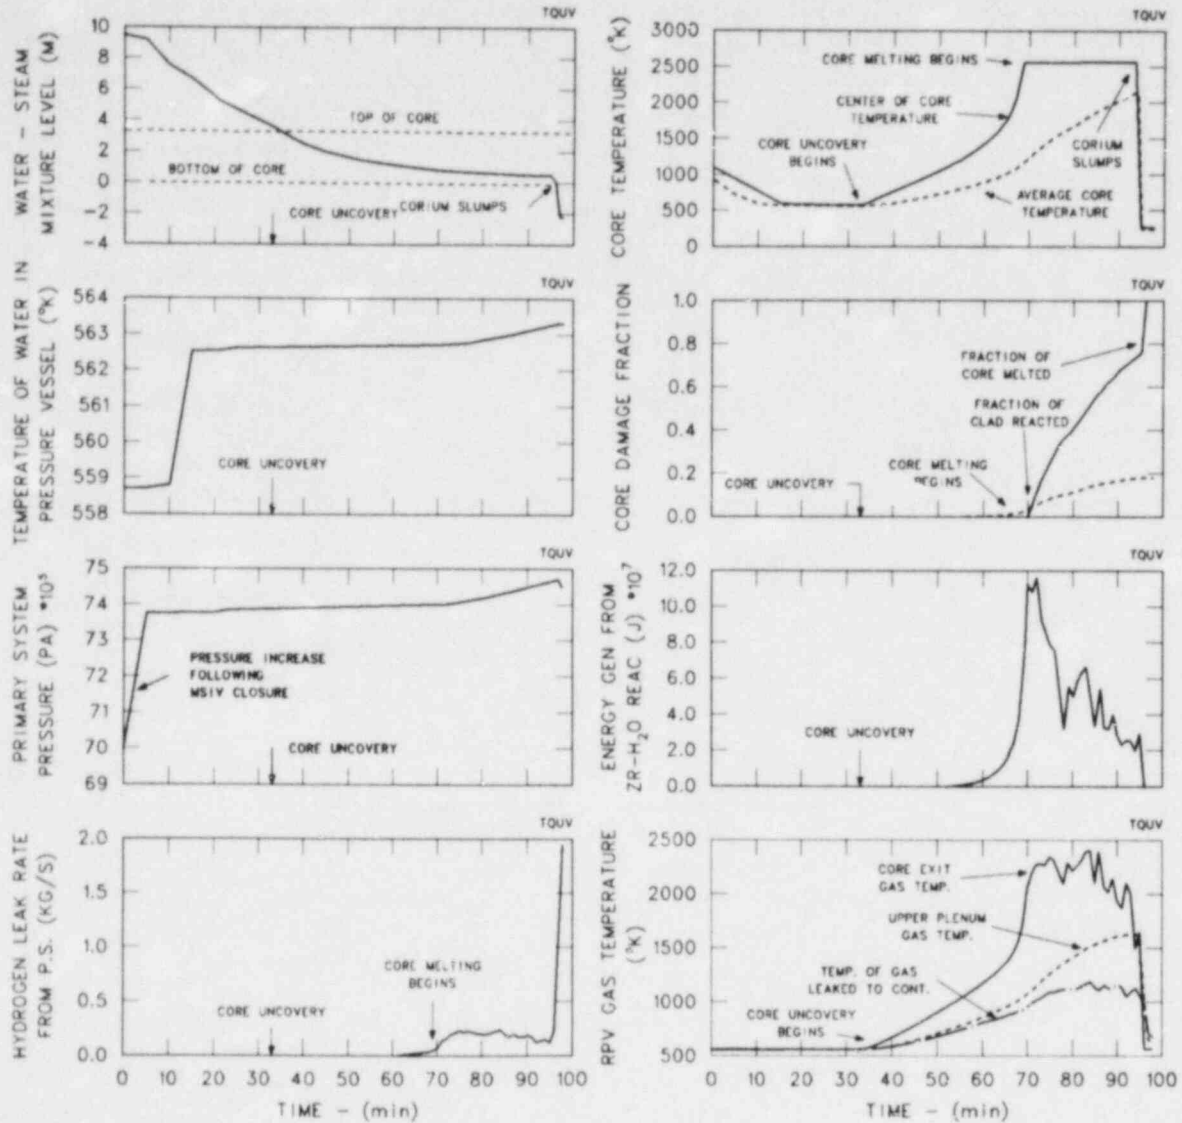 TQUV
WATER - STEAM
MIXTURE LEVEL (M)
10
8
6
4
2
0
-2
-4
TOP OF CORE
BOTTOM OF CORE
CORE UNCOVERY
CORIUM SLUMPS
TQUV
CORE TEMPERATURE (°K)
3000
2500
2000
1500
1000
500
0
CORE MELTING BEGINS
CENTER OF CORE
TEMPERATURE
CORE UNCOVERY
BEGINS
CORIUM
SLUMPS
AVERAGE CORE
TEMPERATURE
TQUV
TEMPERATURE OF WATER IN
PRESSURE VESSEL (°K)
564
563
562
561
560
559
558
CORE UNCOVERY
TQUV
CORE DAMAGE FRACTION
1.0
0.8
0.6
0.4
0.2
0.0
FRACTION OF
CORE MELTED
FRACTION OF
CLAD REACTED
CORE MELTING
BEGINS
CORE UNCOVERY
TQUV
PRIMARY SYSTEM
PRESSURE (PA) *10⁵
75
74
73
72
71
70
69
PRESSURE INCREASE
FOLLOWING
MSIV CLOSURE
CORE UNCOVERY
TQUV
ENERGY GEN FROM
ZR-H₂O REAC (J) *10⁷
12.0
10.0
8.0
6.0
4.0
2.0
0.0
CORE UNCOVERY
TQUV
HYDROGEN LEAK RATE
FROM P.S. (KG/S)
2.0
1.5
1.0
0.5
0.0
CORE MELTING
BEGINS
CORE UNCOVERY
0 10 20 30 40 50 60 70 80 90 100
TIME - (min)
TQUV
RPV GAS TEMPERATURE
(°K)
2500
2000
1500
1000
500
CORE EXIT
GAS TEMP.
UPPER PLENUM
GAS TEMP.
TEMP. OF GAS
LEAKED TO CONT.
CORE UNCOVERY
BEGINS
0 10 20 30 40 50 60 70 80 90 100
TIME - (min)